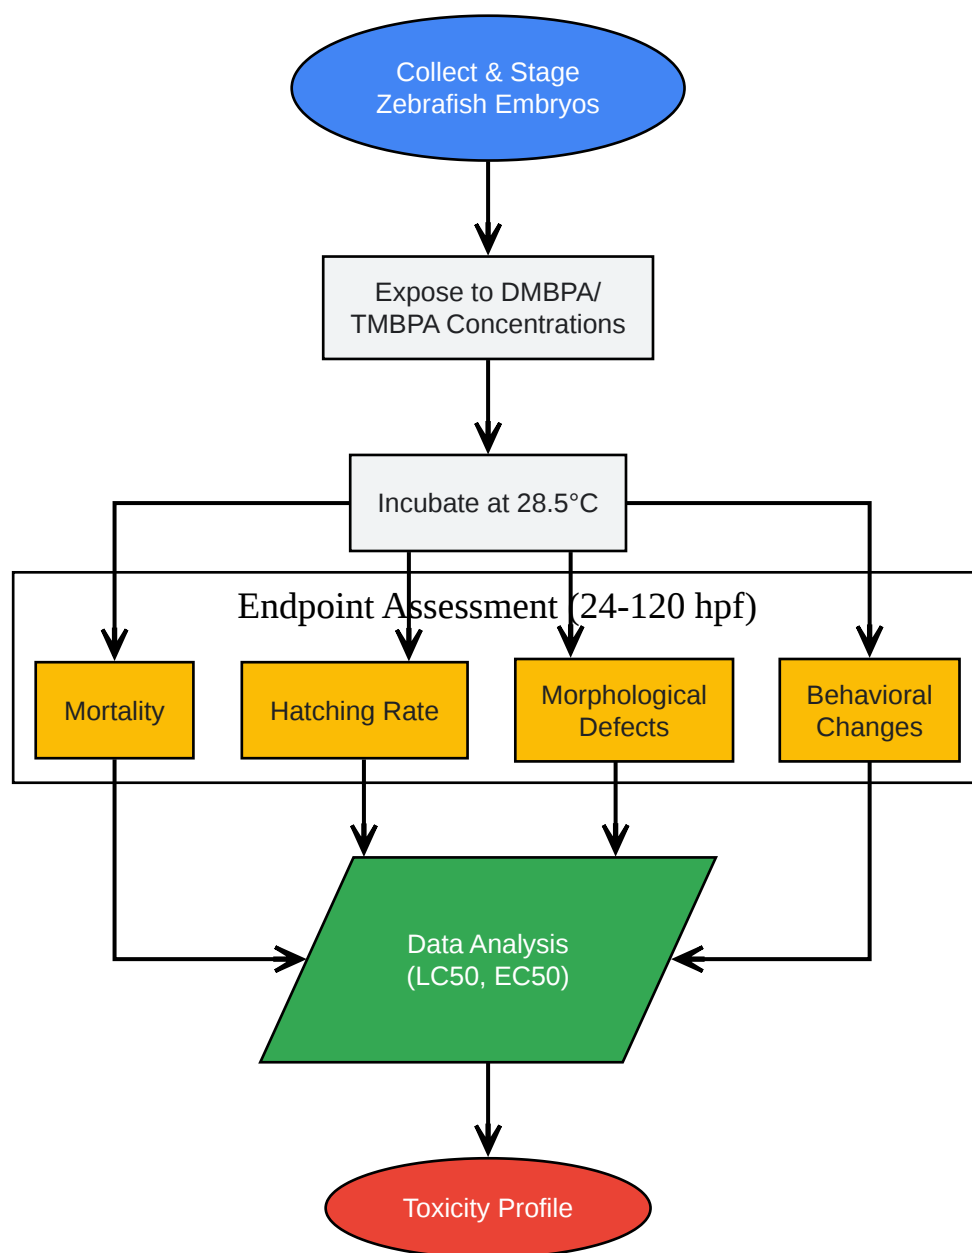 Collect & Stage
Zebrafish Embryos
Expose to DMBPA/
TMBPA Concentrations
Incubate at 28.5°C
Endpoint Assessment (24-120 hpf)
Mortality
Hatching Rate
Morphological
Defects
Behavioral
Changes
Data Analysis
(LC50, EC50)
Toxicity Profile